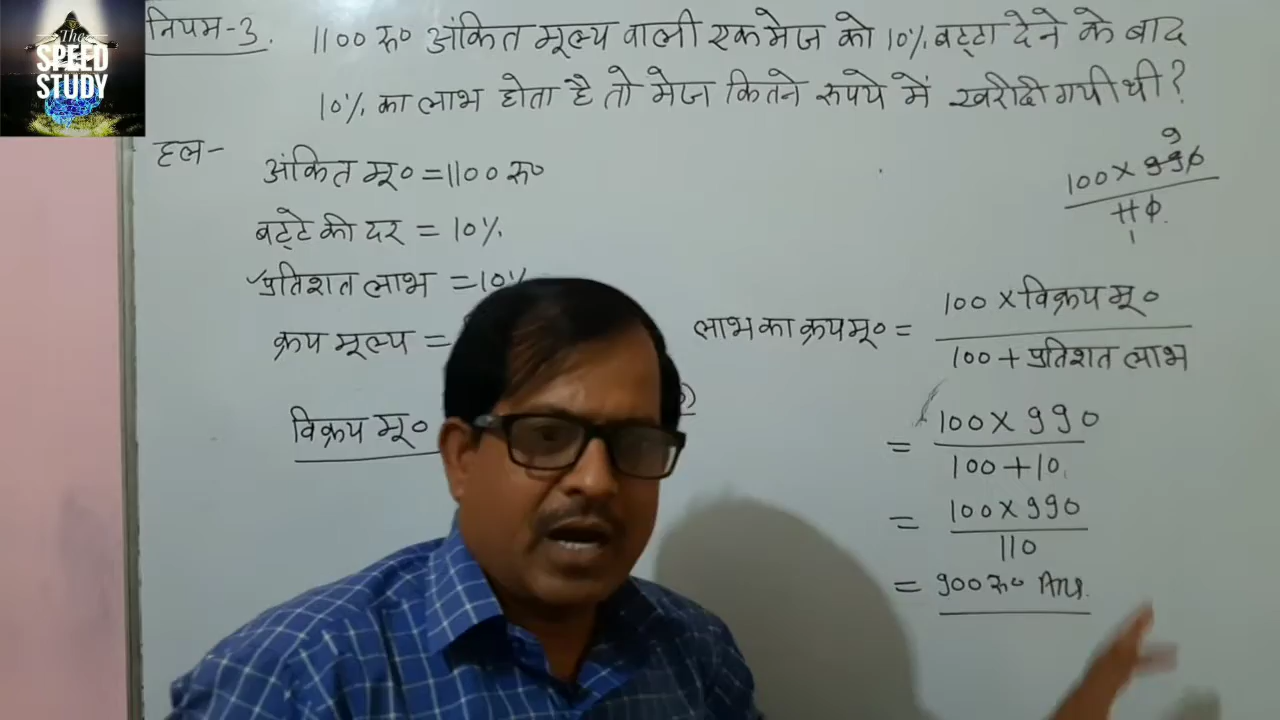 The
SPEED
STUDY
नियम-3.
1100 रु० अंकित मूल्य वाली एक मेज को 10% बट्टा देने के बाद
10% का लाभ होता है तो मेज कितने रुपये में खरीदी गयी थी?
हल-
अंकित मू० = 1100 रु०
बट्टे की दर = 10%
प्रतिशत लाभ = 10%
क्रय मूल्य =
विक्रय मू०
9
100 x 990
110
1
लाभ का क्रय मू० = 100 x विक्रय मू०
100 + प्रतिशत लाभ
= 100 x 990
100 + 10
= 100 x 990
110
= 900 रु० Ans.